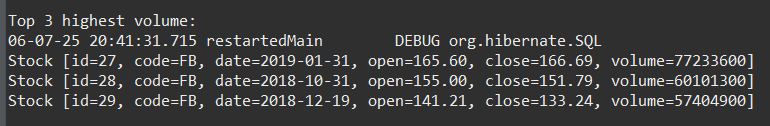 Top 3 highest volume:
06-07-25 20:41:31.715 restartedMain        DEBUG org.hibernate.SQL
Stock [id=27, code=FB, date=2019-01-31, open=165.60, close=166.69, volume=77233600]
Stock [id=28, code=FB, date=2018-10-31, open=155.00, close=151.79, volume=60101300]
Stock [id=29, code=FB, date=2018-12-19, open=141.21, close=133.24, volume=57404900]